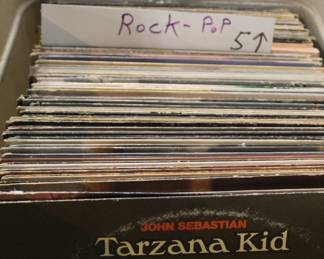 Rock - PoP
5↑
JOHN SEBASTIAN
Tarzana Kid